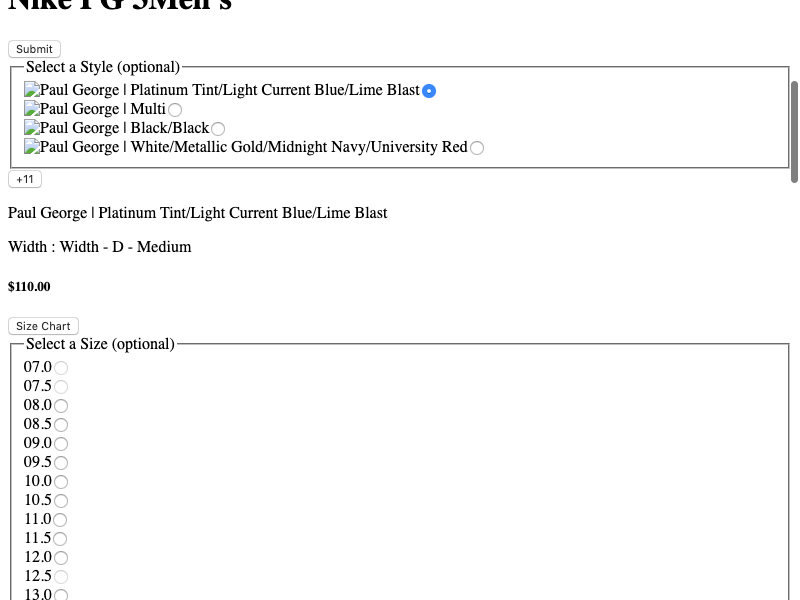 Nike PG 3Men's
Submit
Select a Style (optional)
Paul George | Platinum Tint/Light Current Blue/Lime Blast
Paul George | Multi
Paul George | Black/Black
Paul George | White/Metallic Gold/Midnight Navy/University Red
+11
Paul George | Platinum Tint/Light Current Blue/Lime Blast
Width : Width - D - Medium
$110.00
Size Chart
Select a Size (optional)
07.0
07.5
08.0
08.5
09.0
09.5
10.0
10.5
11.0
11.5
12.0
12.5
13.0